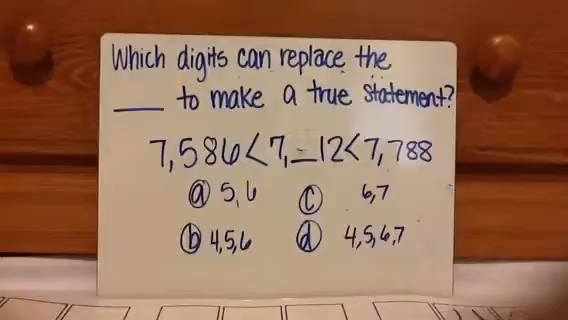 Which digits can replace the
___ to make a true statement?
7,586<7,_12<7,788
ⓐ 5,6 ⓒ 6,7
ⓑ 4,5,6 ⓓ 4,5,6,7